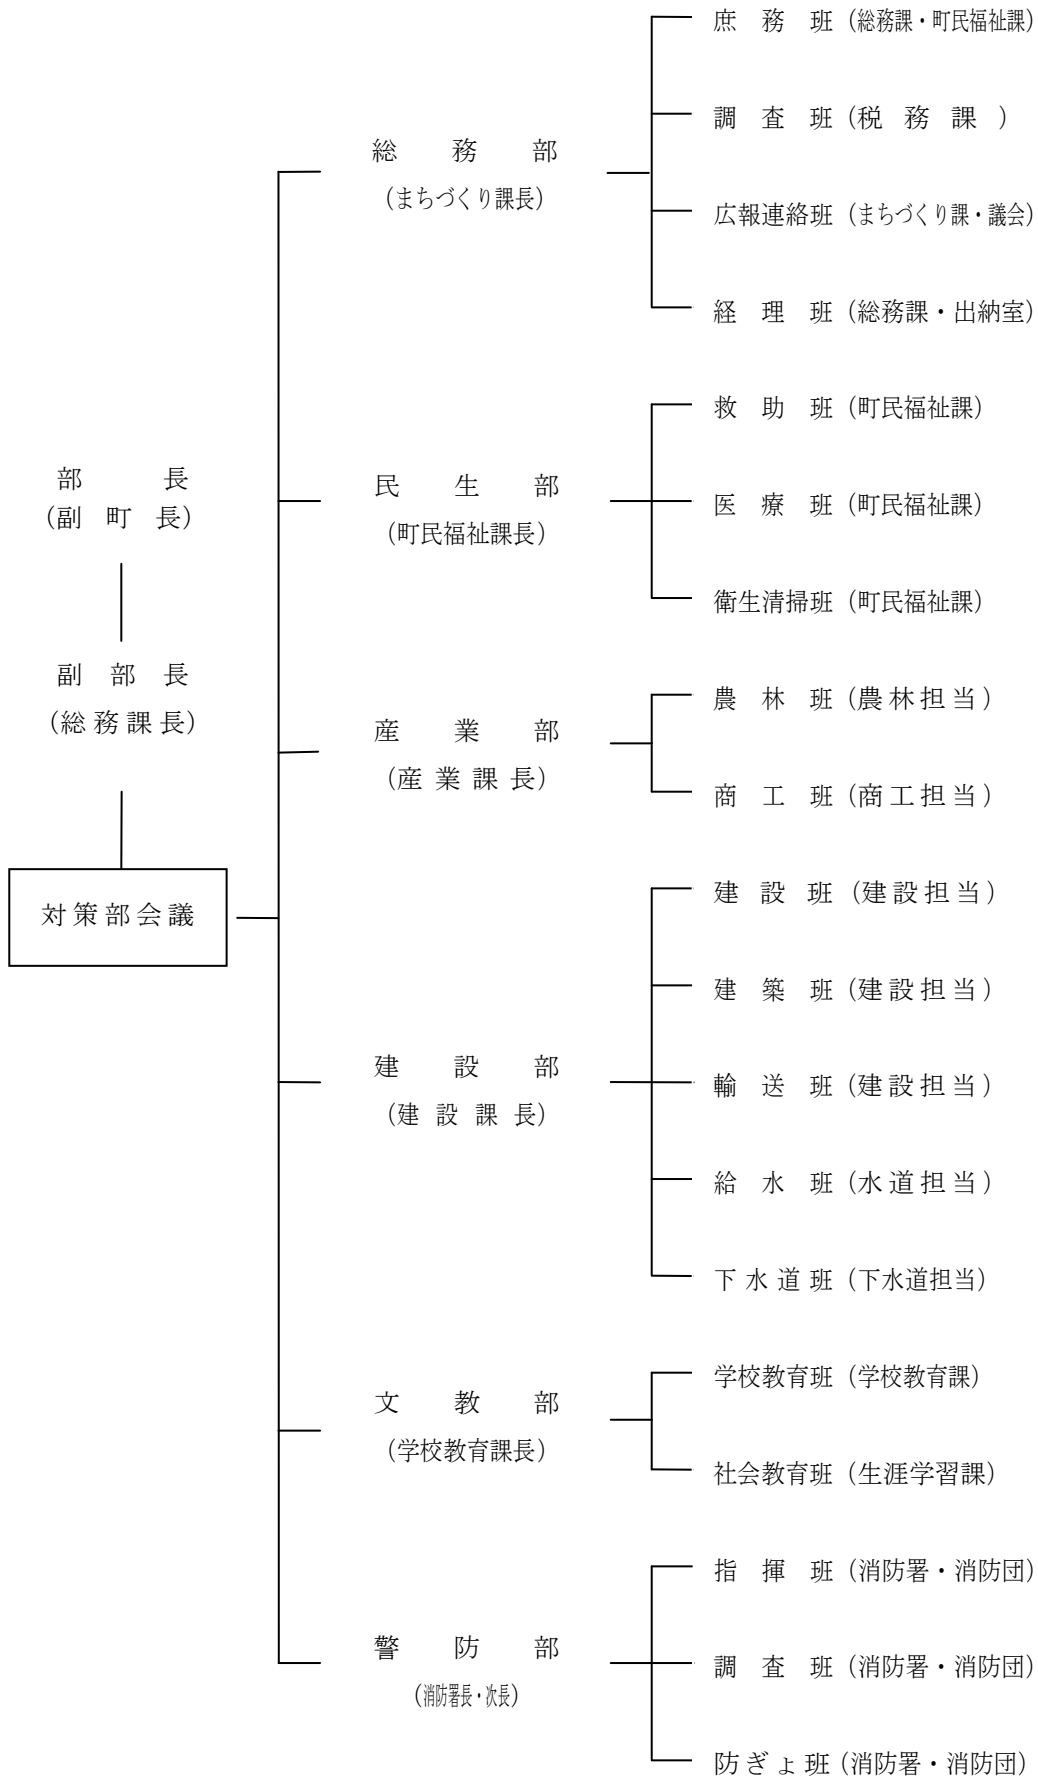 部長
(副町長)
副部長
(総務課長)
対策部会議
総務部
(まちづくり課長)
庶務班(総務課・町民福祉課)
調査班(税務課)
広報連絡班(まちづくり課・議会)
経理班(総務課・出納室)
民生部
(町民福祉課長)
救助班(町民福祉課)
医療班(町民福祉課)
衛生清掃班(町民福祉課)
産業部
(産業課長)
農林班(農林担当)
商工班(商工担当)
建設部
(建設課長)
建設班(建設担当)
建築班(建設担当)
輸送班(建設担当)
給水班(水道担当)
下水道班(下水道担当)
文教部
(学校教育課長)
学校教育班(学校教育課)
社会教育班(生涯学習課)
警防部
(消防署長・次長)
指揮班(消防署・消防団)
調査班(消防署・消防団)
防ぎょ班(消防署・消防団)